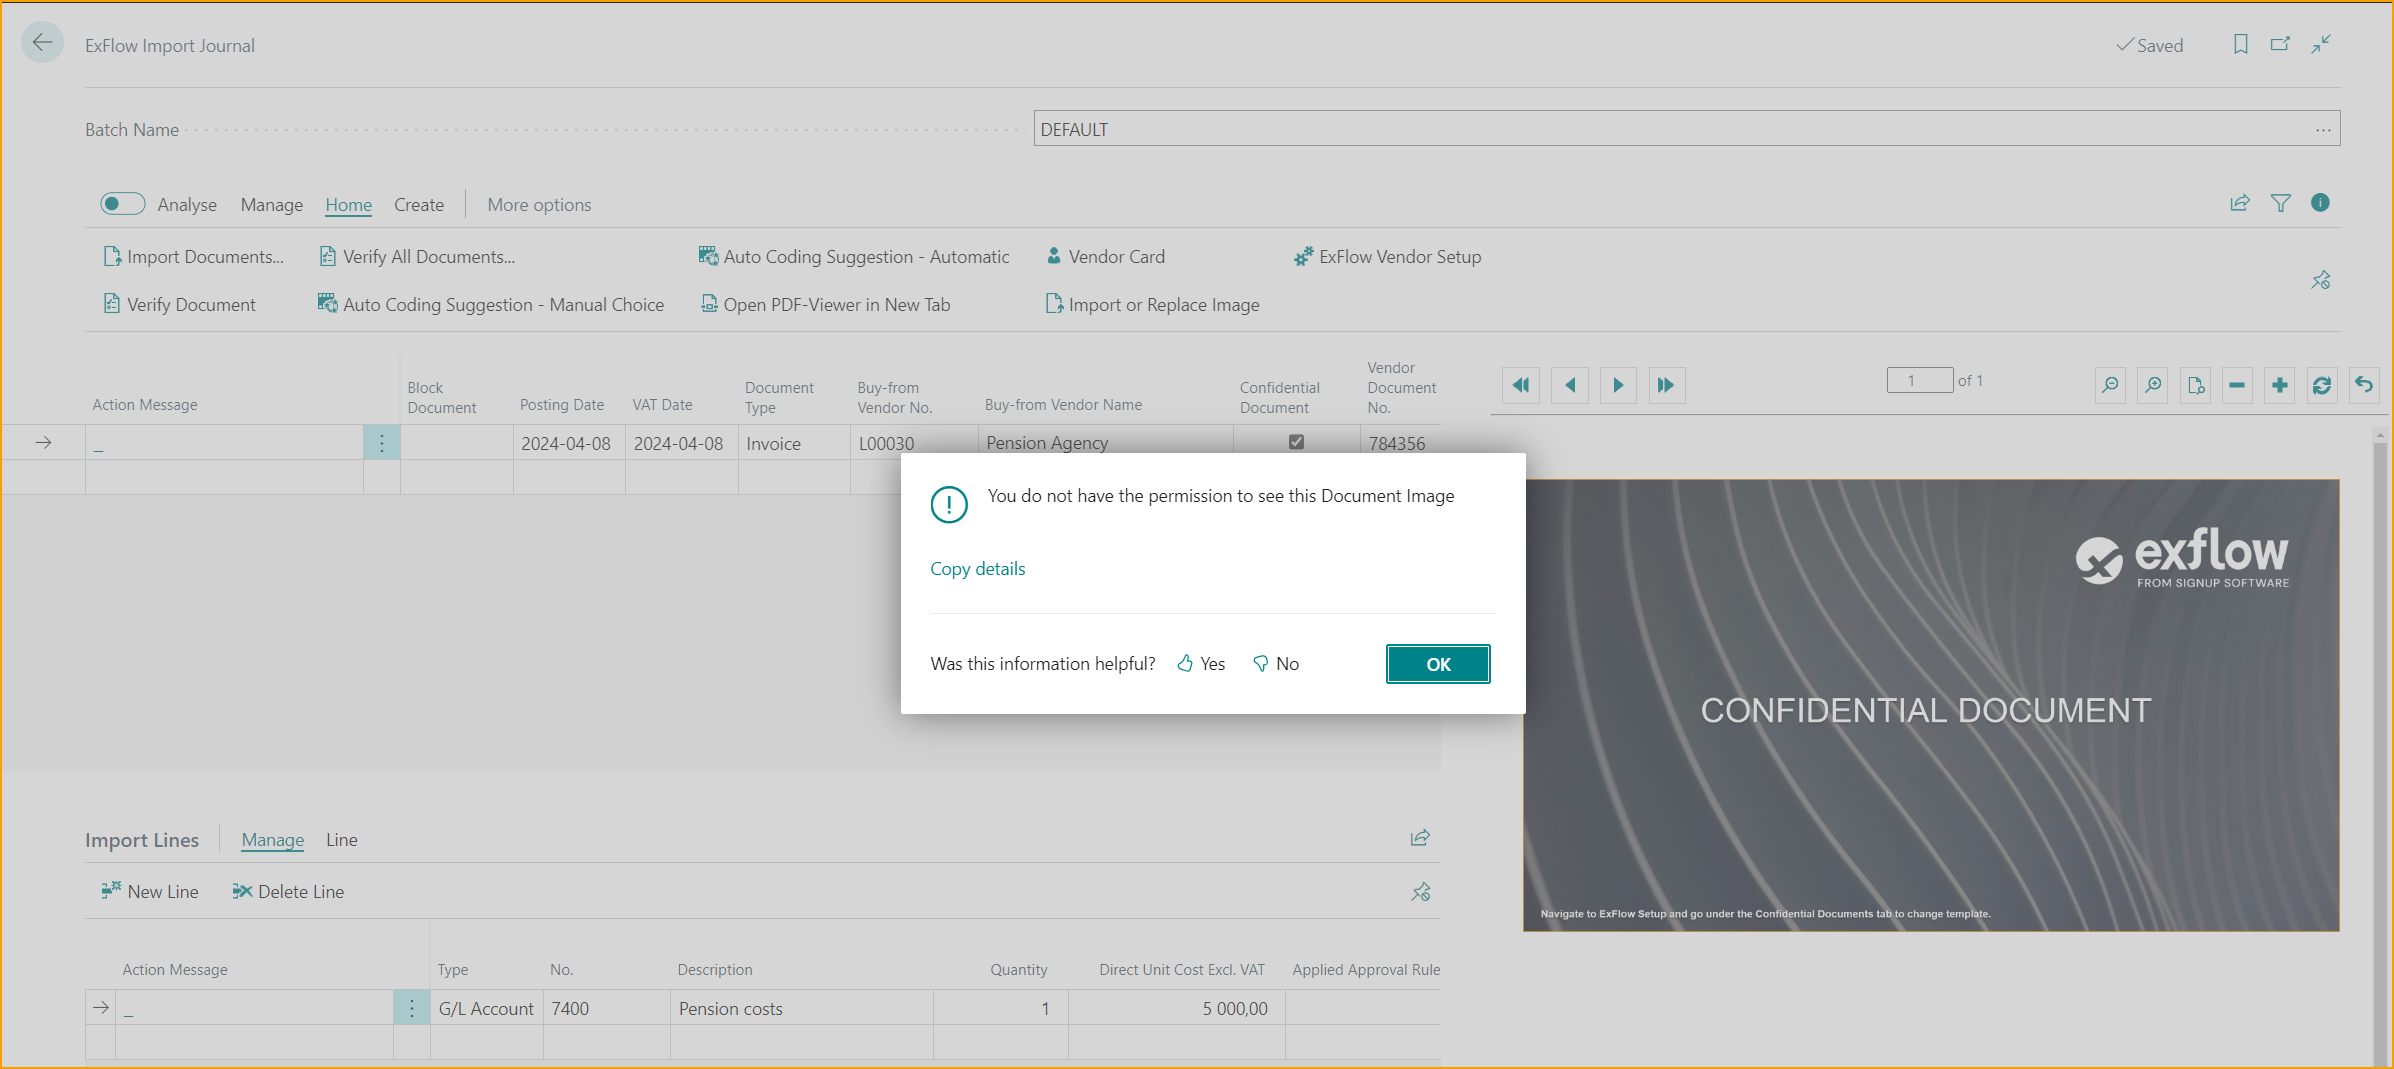 ExFlow Import Journal
Saved
Batch Name
DEFAULT
...
Analyse Manage Home Create More options
Import Documents... Verify All Documents... Auto Coding Suggestion - Automatic Vendor Card ExFlow Vendor Setup
Verify Document Auto Coding Suggestion - Manual Choice Open PDF-Viewer in New Tab Import or Replace Image
Action Message Block Document Posting Date VAT Date Document Type Buy-from Vendor No. Buy-from Vendor Name Confidential Document Vendor Document No.
1 of 1
_ 2024-04-08 2024-04-08 Invoice L00030 Pension Agency 784356
You do not have the permission to see this Document Image
Copy details
Was this information helpful? Yes No OK
exflow
FROM SIGNUP SOFTWARE
CONFIDENTIAL DOCUMENT
Navigate to ExFlow Setup and go under the Confidential Documents tab to change template.
Import Lines Manage Line
New Line Delete Line
Action Message Type No. Description Quantity Direct Unit Cost Excl. VAT Applied Approval Rule
_ G/L Account 7400 Pension costs 1 5 000,00